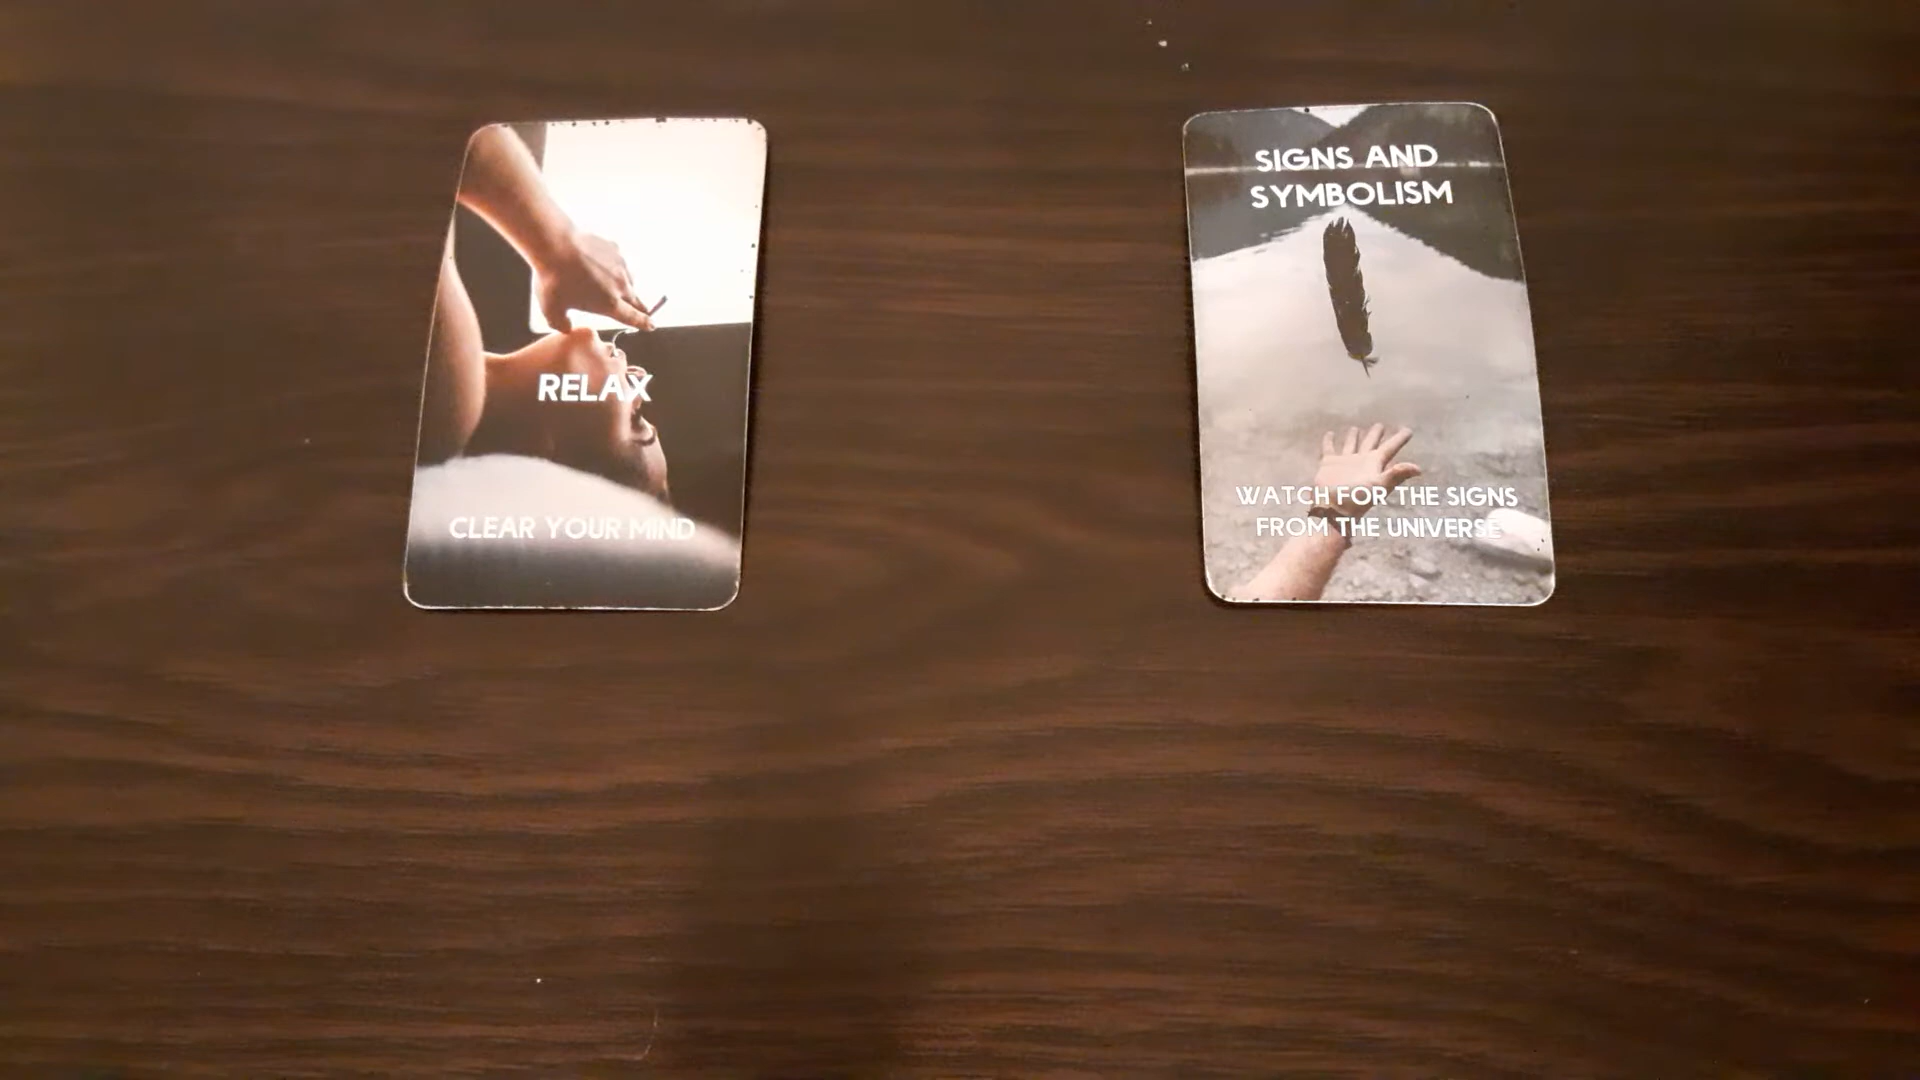 RELAX
CLEAR YOUR MIND
SIGNS AND
SYMBOLISM
WATCH FOR THE SIGNS
FROM THE UNIVERSE